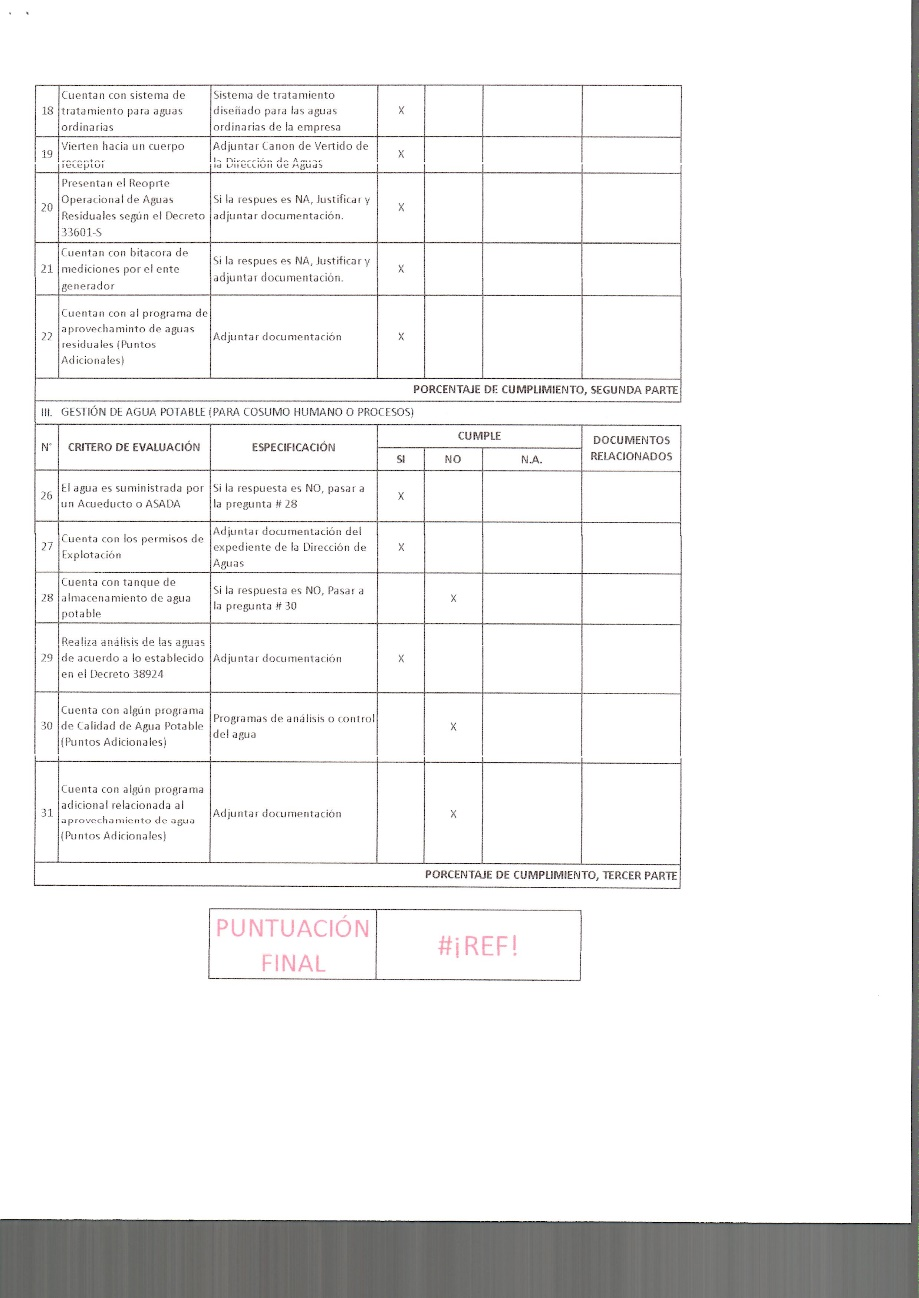 18 Cuentan con sistema de tratamiento para aguas ordinarias Sistema de tratamiento diseñado para las aguas ordinarias de la empresa X
19 Vierten hacia un cuerpo receptor Adjuntar Canon de Vertido de la Dirección de Aguas X
20 Presentan el Reoprte Operacional de Aguas Residuales según el Decreto 33601-S Si la respues es NA, Justificar y adjuntar documentación. X
21 Cuentan con bitacora de mediciones por el ente generador Si la respues es NA, Justificar y adjuntar documentación. X
22 Cuentan con al programa de aprovechaminto de aguas residuales (Puntos Adicionales) Adjuntar documentación X
PORCENTAJE DE CUMPLIMIENTO, SEGUNDA PARTE
III. GESTIÓN DE AGUA POTABLE (PARA COSUMO HUMANO O PROCESOS)
N° CRITERO DE EVALUACIÓN ESPECIFICACIÓN CUMPLE DOCUMENTOS RELACIONADOS
SI NO N.A.
26 El agua es suministrada por un Acueducto o ASADA Si la respuesta es NO, pasar a la pregunta # 28 X
27 Cuenta con los permisos de Explotación Adjuntar documentación del expediente de la Dirección de Aguas X
28 Cuenta con tanque de almacenamiento de agua potable Si la respuesta es NO, Pasar a la pregunta # 30 X
29 Realiza análisis de las aguas de acuerdo a lo establecido en el Decreto 38924 Adjuntar documentación X
30 Cuenta con algún programa de Calidad de Agua Potable (Puntos Adicionales) Programas de análisis o control del agua X
31 Cuenta con algún programa adicional relacionada al aprovechamiento de agua (Puntos Adicionales) Adjuntar documentación X
PORCENTAJE DE CUMPLIMIENTO, TERCER PARTE
PUNTUACIÓN FINAL #¡REF!